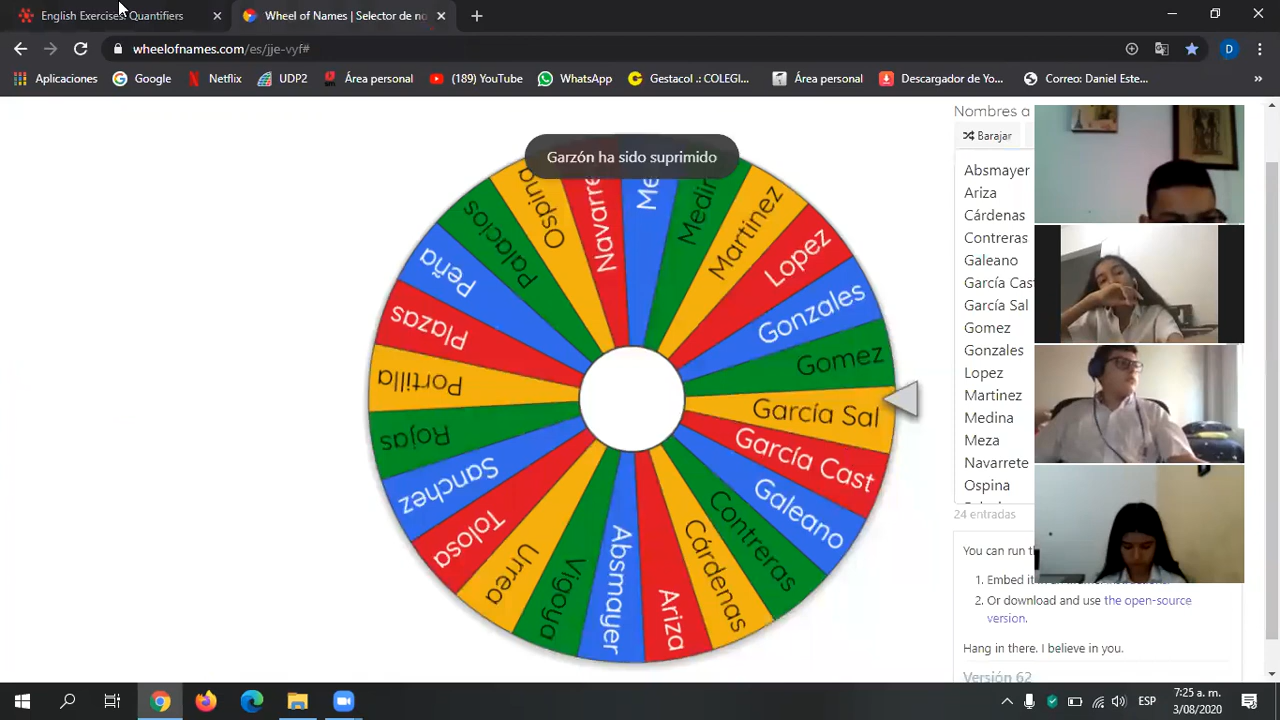 English Exercises: Quantifiers
Wheel of Names | Selector de no
wheelofnames.com/es/jje-vyf#
D
Aplicaciones
Google
Netflix
UDP2
Área personal
(189) YouTube
WhatsApp
Gestacol .: COLEGI...
Área personal
Descargador de Yo...
Correo: Daniel Este...
»
Nombres a
Barajar
Garzón ha sido suprimido
Absmayer
Ariza
Cárdenas
Contreras
Galeano
García Cast
García Sal
Gomez
Gonzales
Lopez
Martinez
Medina
Meza
Navarrete
Ospina
24 entradas
You can run th
1. Embed it
2. Or download and use the open-source
version.
Hang in there. I believe in you.
Versión 62
Me
Medin
Martinez
Lopez
Gonzales
Gomez
García Sal
García Cast
Galeano
Contreras
Cárdenas
Ariza
Absmayer
Vigoya
Urrea
Tolosa
Sanchez
Rojas
Portilla
Plazas
Peña
Palacios
Ospina
Navarre
ESP
7:25 a. m.
3/08/2020